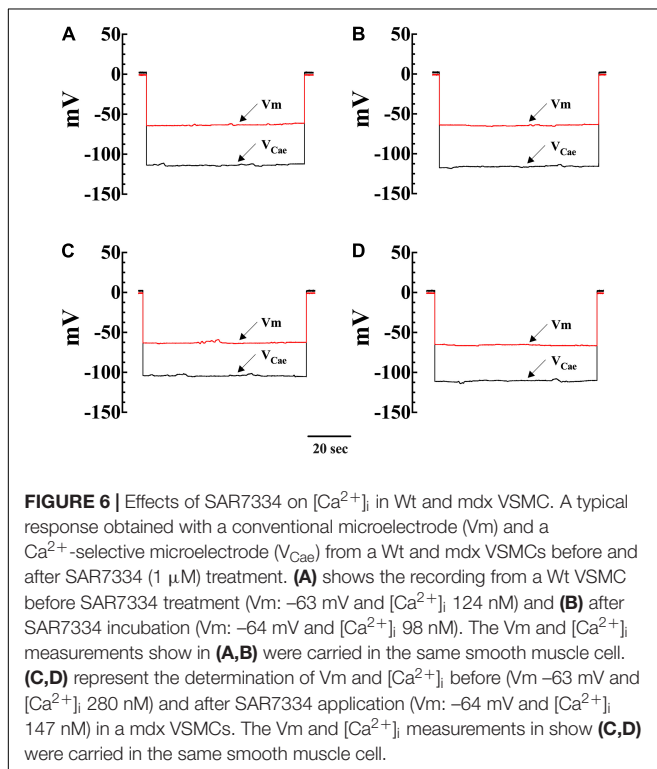 A
B
50
0
-50
-100
-150
mV
Vm
V_Cae
50
0
-50
-100
-150
mV
Vm
V_Cae
C
D
50
0
-50
-100
-150
mV
Vm
V_Cae
50
0
-50
-100
-150
mV
Vm
V_Cae
20 sec
FIGURE 6 | Effects of SAR7334 on [Ca²⁺]i in Wt and mdx VSMC. A typical
response obtained with a conventional microelectrode (Vm) and a
Ca²⁺-selective microelectrode (V_Cae) from a Wt and mdx VSMCs before and
after SAR7334 (1 μM) treatment. (A) shows the recording from a Wt VSMC
before SAR7334 treatment (Vm: –63 mV and [Ca²⁺]i 124 nM) and (B) after
SAR7334 incubation (Vm: –64 mV and [Ca²⁺]i 98 nM). The Vm and [Ca²⁺]i
measurements show in (A,B) were carried in the same smooth muscle cell.
(C,D) represent the determination of Vm and [Ca²⁺]i before (Vm –63 mV and
[Ca²⁺]i 280 nM) and after SAR7334 application (Vm: –64 mV and [Ca²⁺]i
147 nM) in a mdx VSMCs. The Vm and [Ca²⁺]i measurements in show (C,D)
were carried in the same smooth muscle cell.